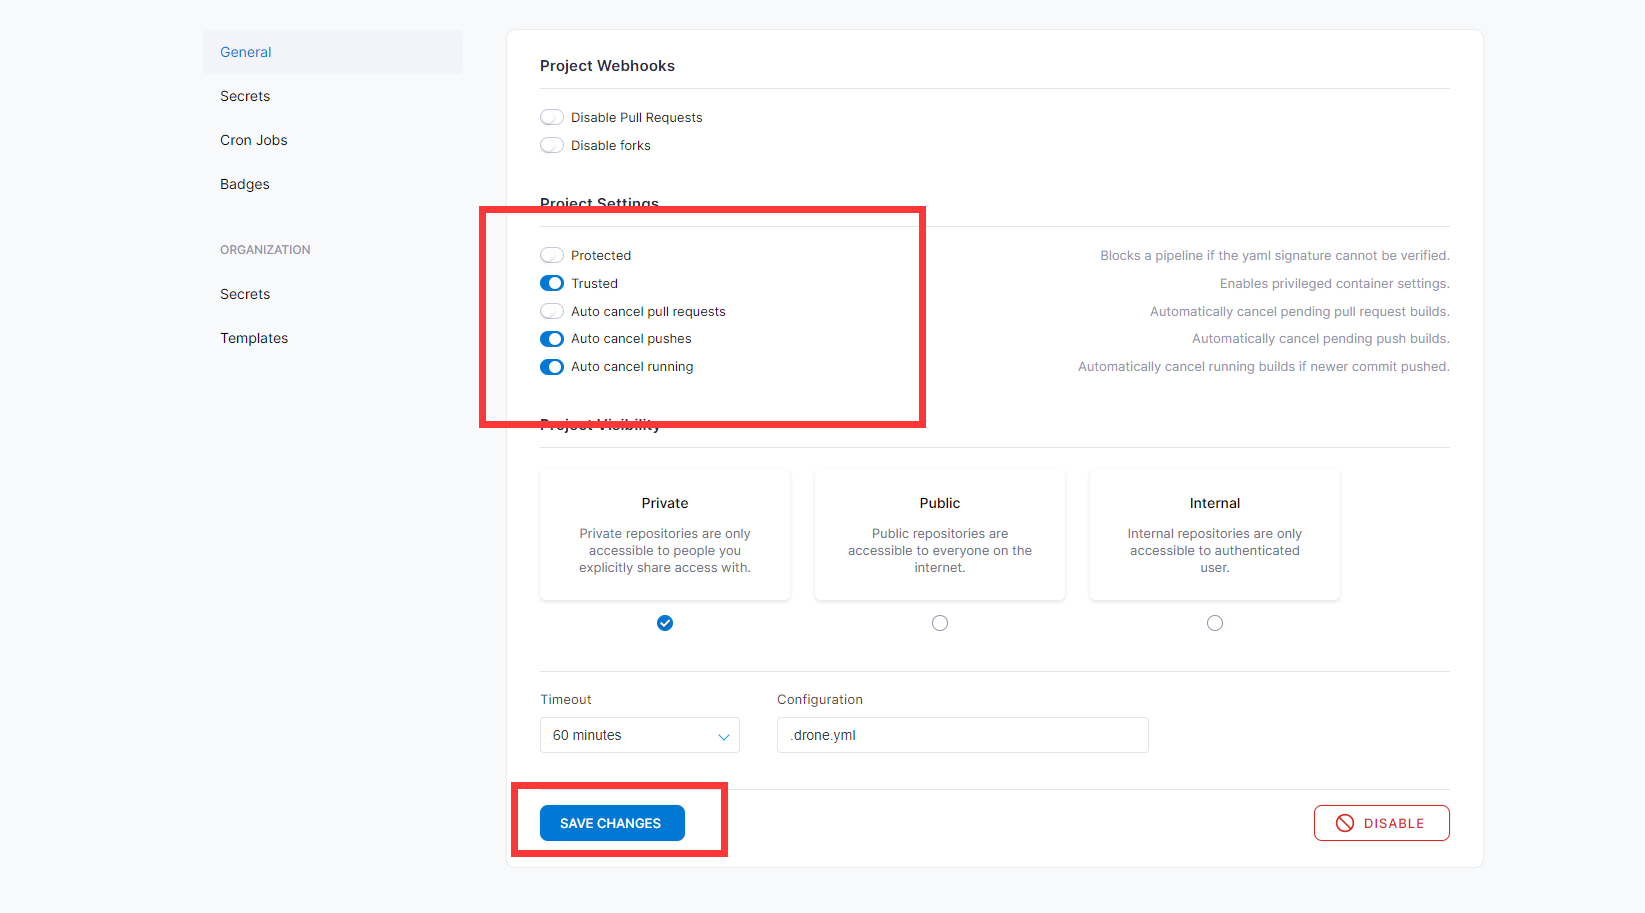 General
Secrets
Cron Jobs
Badges
ORGANIZATION
Secrets
Templates
Project Webhooks
Disable Pull Requests
Disable forks
Project Settings
Protected
Blocks a pipeline if the yaml signature cannot be verified.
Trusted
Enables privileged container settings.
Auto cancel pull requests
Automatically cancel pending pull request builds.
Auto cancel pushes
Automatically cancel pending push builds.
Auto cancel running
Automatically cancel running builds if newer commit pushed.
Project Visibility
Private
Private repositories are only
accessible to people you
explicitly share access with.
Public
Public repositories are
accessible to everyone on the
internet.
Internal
Internal repositories are only
accessible to authenticated
user.
Timeout
60 minutes
Configuration
.drone.yml
SAVE CHANGES
DISABLE